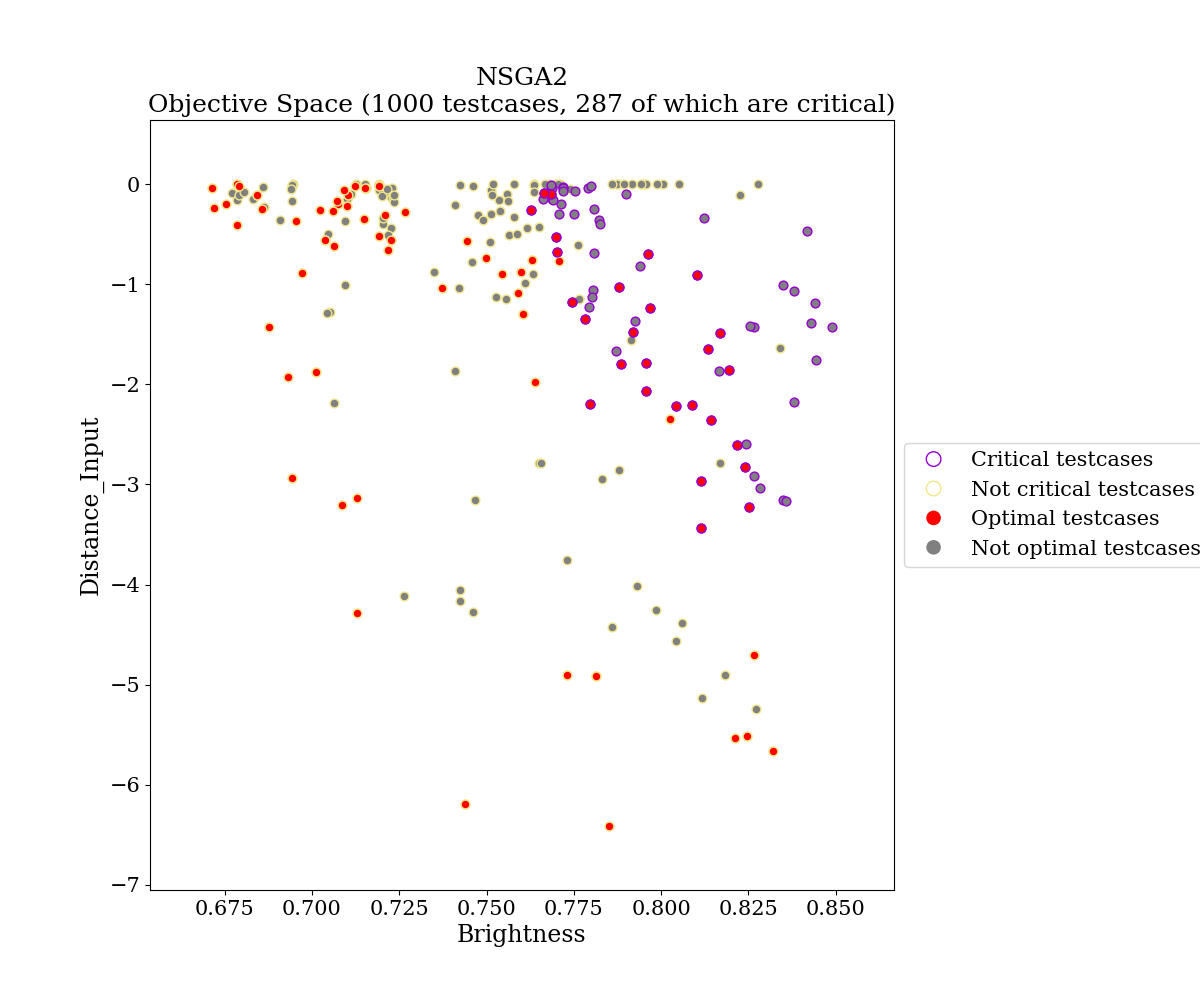 NSGA2
Objective Space (1000 testcases, 287 of which are critical)
0
−1
−2
−3
−4
−5
−6
−7
Distance_Input
0.675 0.700 0.725 0.750 0.775 0.800 0.825 0.850
Brightness
Critical testcases
Not critical testcases
Optimal testcases
Not optimal testcases